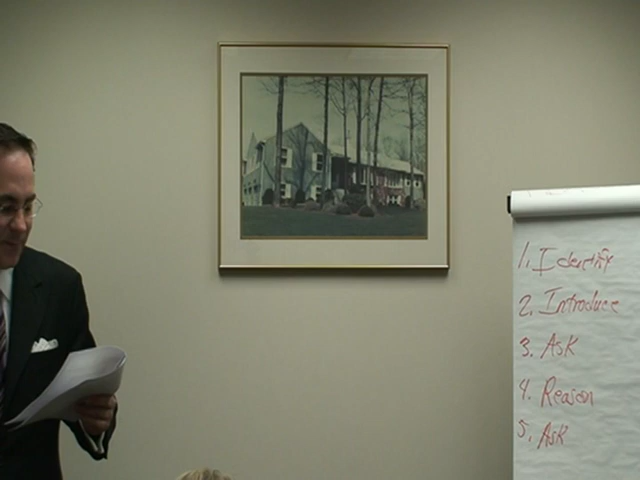 1. Identify
2. Introduce
3. Ask
4. Reason
5. Ask